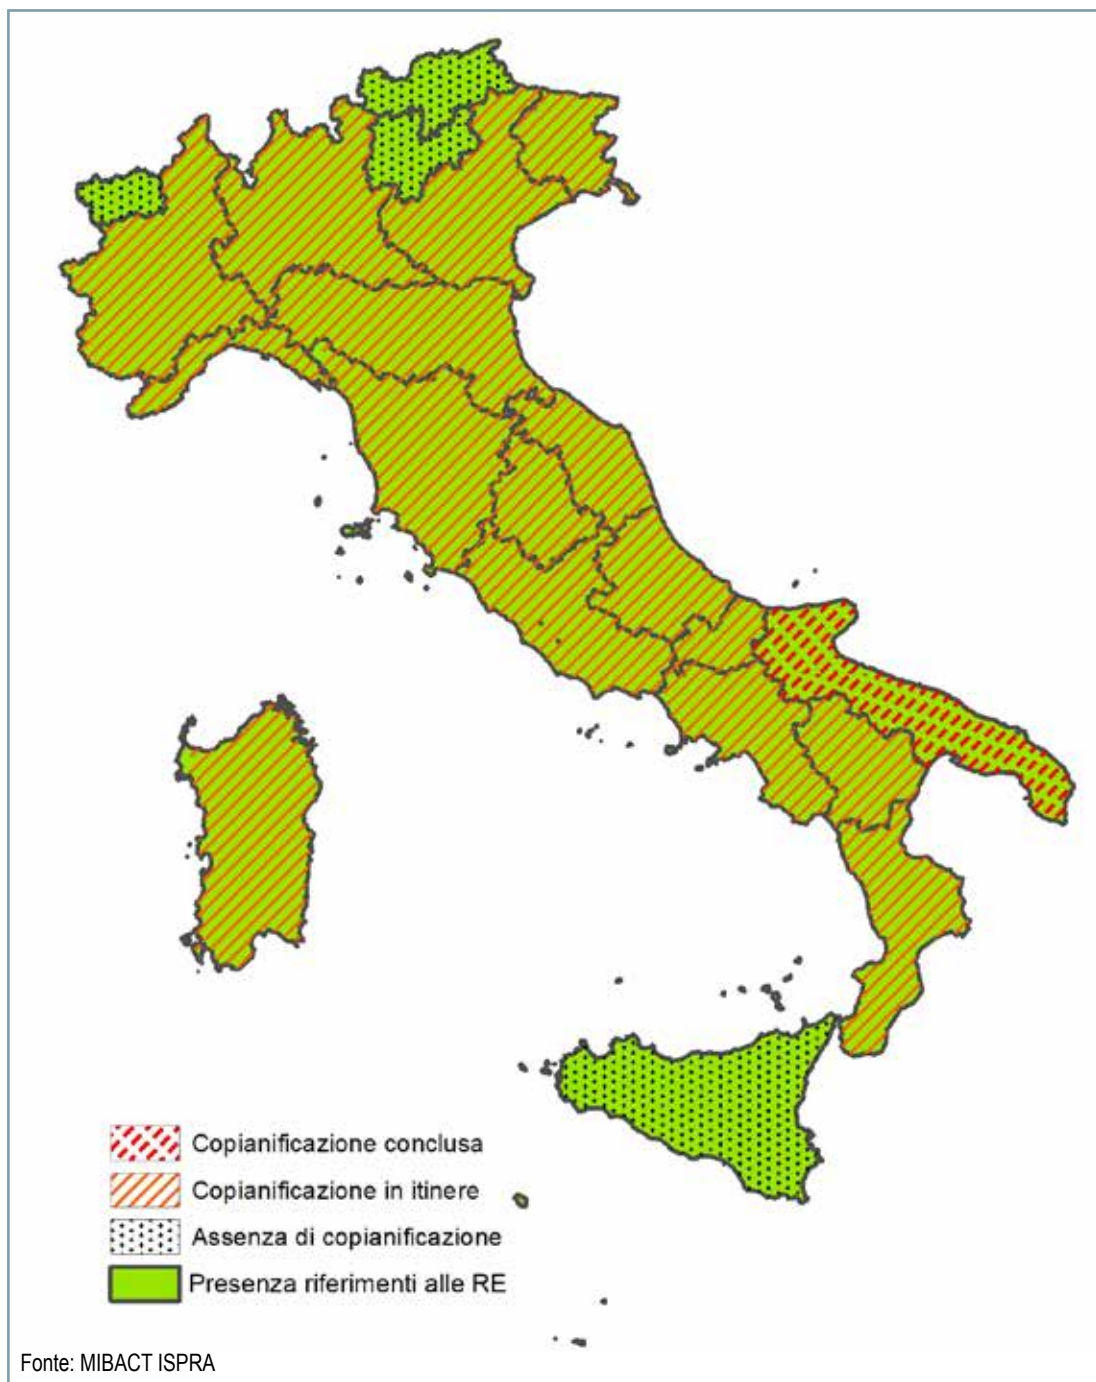 Copianificazione conclusa
Copianificazione in itinere
Assenza di copianificazione
Presenza riferimenti alle RE
Fonte: MIBACT ISPRA